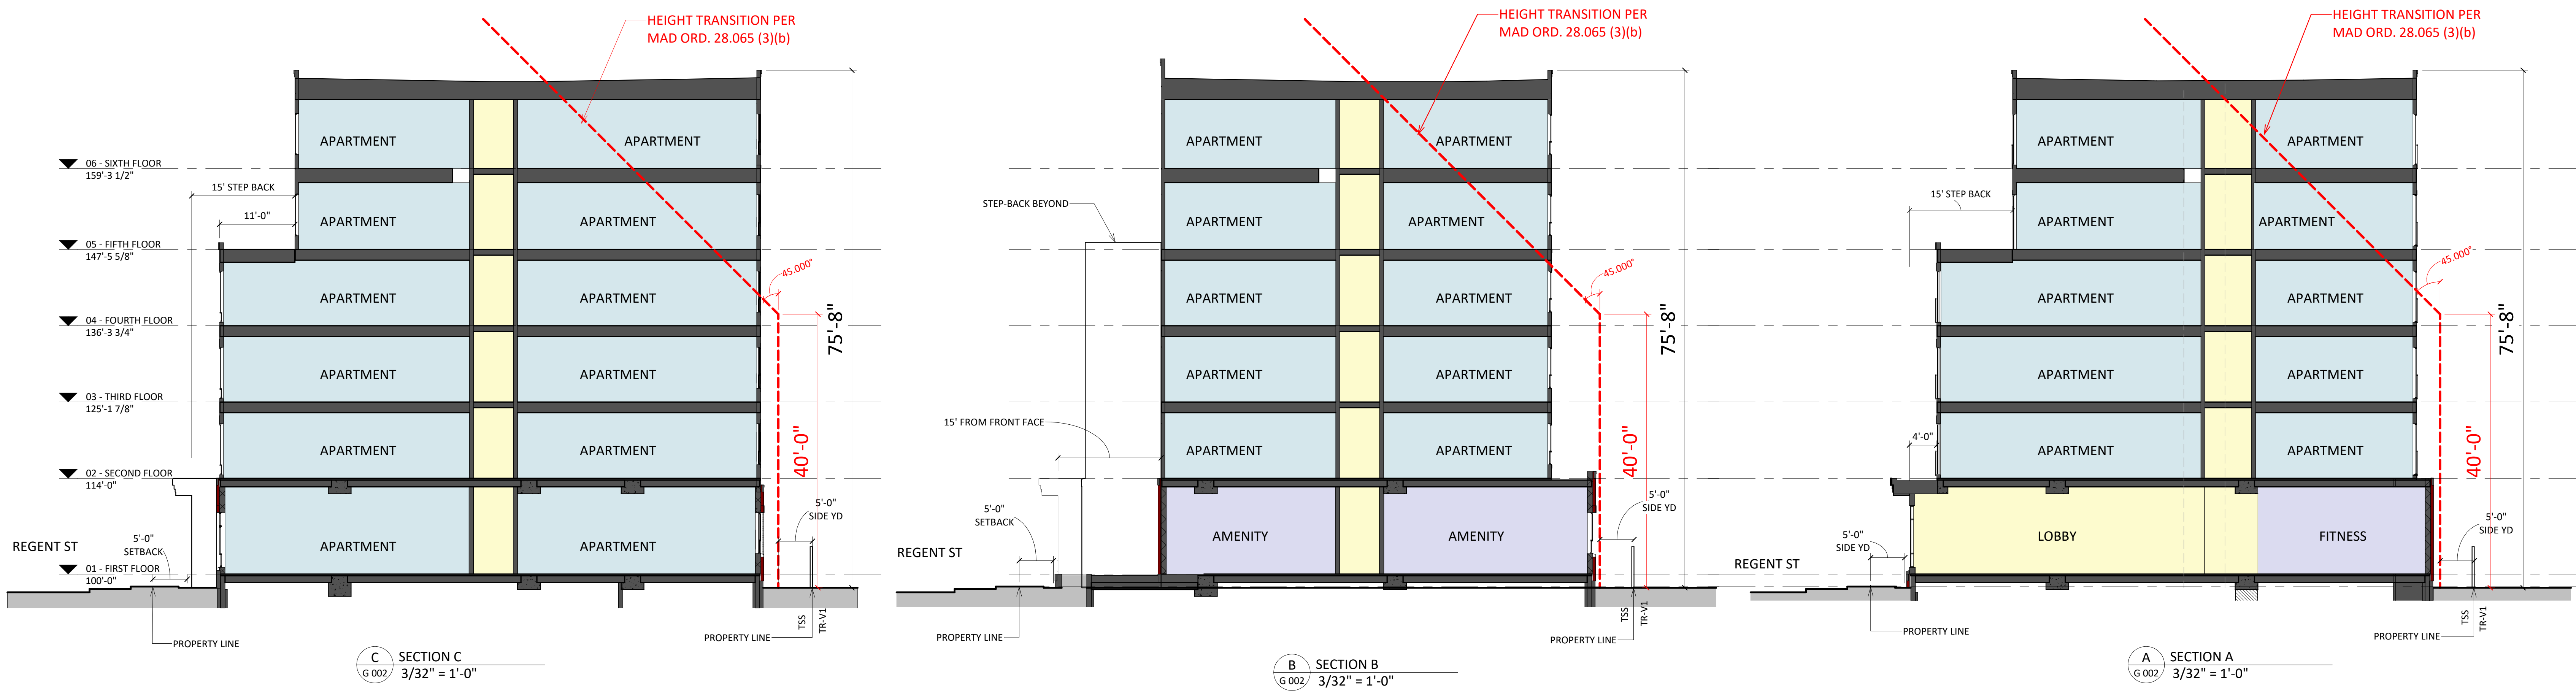 HEIGHT TRANSITION PER
MAD ORD. 28.065 (3)(b)
APARTMENT
APARTMENT
06 - SIXTH FLOOR
159'-3 1/2"
15' STEP BACK
11'-0"
APARTMENT
APARTMENT
05 - FIFTH FLOOR
147'-5 5/8"
45.000°
APARTMENT
APARTMENT
75'-8"
04 - FOURTH FLOOR
136'-3 3/4"
APARTMENT
APARTMENT
03 - THIRD FLOOR
125'-1 7/8"
40'-0"
APARTMENT
APARTMENT
02 - SECOND FLOOR
114'-0"
5'-0"
SIDE YD
REGENT ST
5'-0"
SETBACK
APARTMENT
APARTMENT
01 - FIRST FLOOR
100'-0"
TSS
TR-V1
PROPERTY LINE
PROPERTY LINE
C
G 002
SECTION C
3/32" = 1'-0"
HEIGHT TRANSITION PER
MAD ORD. 28.065 (3)(b)
APARTMENT
APARTMENT
STEP-BACK BEYOND
APARTMENT
APARTMENT
45.000°
APARTMENT
APARTMENT
75'-8"
APARTMENT
APARTMENT
15' FROM FRONT FACE
40'-0"
APARTMENT
APARTMENT
5'-0"
SIDE YD
5'-0"
SETBACK
REGENT ST
AMENITY
AMENITY
TSS
TR-V1
PROPERTY LINE
PROPERTY LINE
B
G 002
SECTION B
3/32" = 1'-0"
HEIGHT TRANSITION PER
MAD ORD. 28.065 (3)(b)
APARTMENT
APARTMENT
15' STEP BACK
APARTMENT
APARTMENT
45.000°
APARTMENT
APARTMENT
75'-8"
APARTMENT
APARTMENT
4'-0"
40'-0"
APARTMENT
APARTMENT
5'-0"
SIDE YD
5'-0"
SIDE YD
REGENT ST
LOBBY
FITNESS
TSS
TR-V1
PROPERTY LINE
PROPERTY LINE
A
G 002
SECTION A
3/32" = 1'-0"